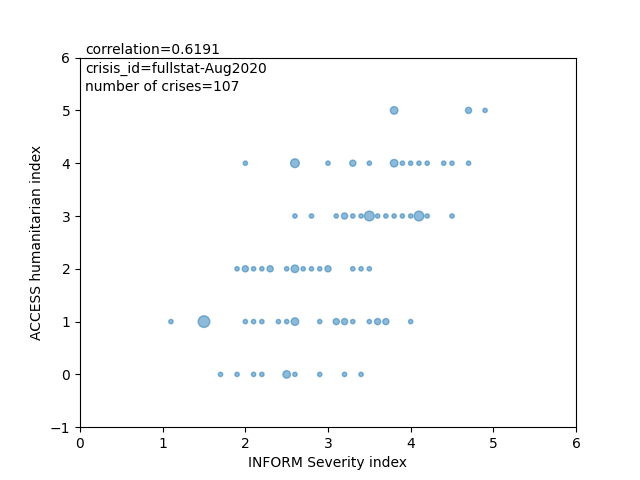 correlation=0.6191
crisis_id=fullstat-Aug2020
number of crises=107
6
5
4
3
2
1
0
−1
ACCESS humanitarian index
0 1 2 3 4 5 6
INFORM Severity index